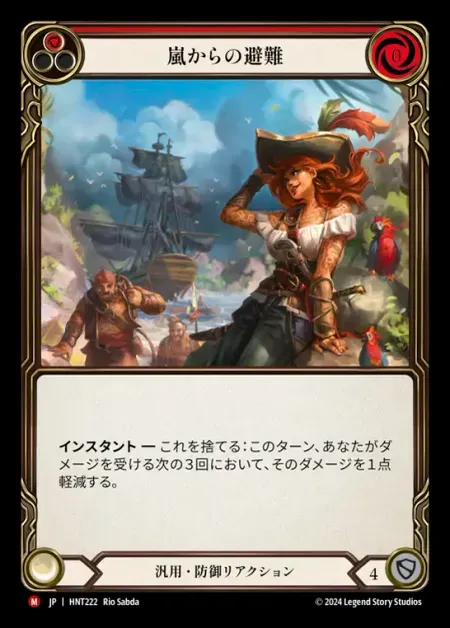 嵐からの避難
0
インスタント ― これを捨てる：このターン、あなたがダ
メージを受ける次の３回において、そのダメージを１点
軽減する。
汎用・防御リアクション
4
M JP | HNT222 Rio Sabda
© 2024 Legend Story Studios